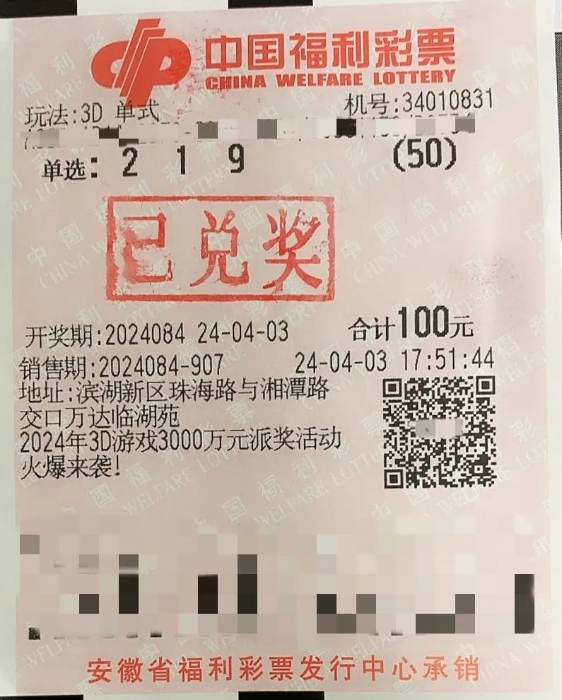 中国福利彩票
CHINA WELFARE LOTTERY
玩法:3D 单式 机号:34010831
单选: 2 1 9 (50)
已兑奖
开奖期:2024084 24-04-03 合计100元
销售期:2024084-907 24-04-03 17:51:44
地址:滨湖新区珠海路与湘潭路
交口万达临湖苑
2024年3D游戏3000万元派奖活动
火爆来袭!
安徽省福利彩票发行中心承销